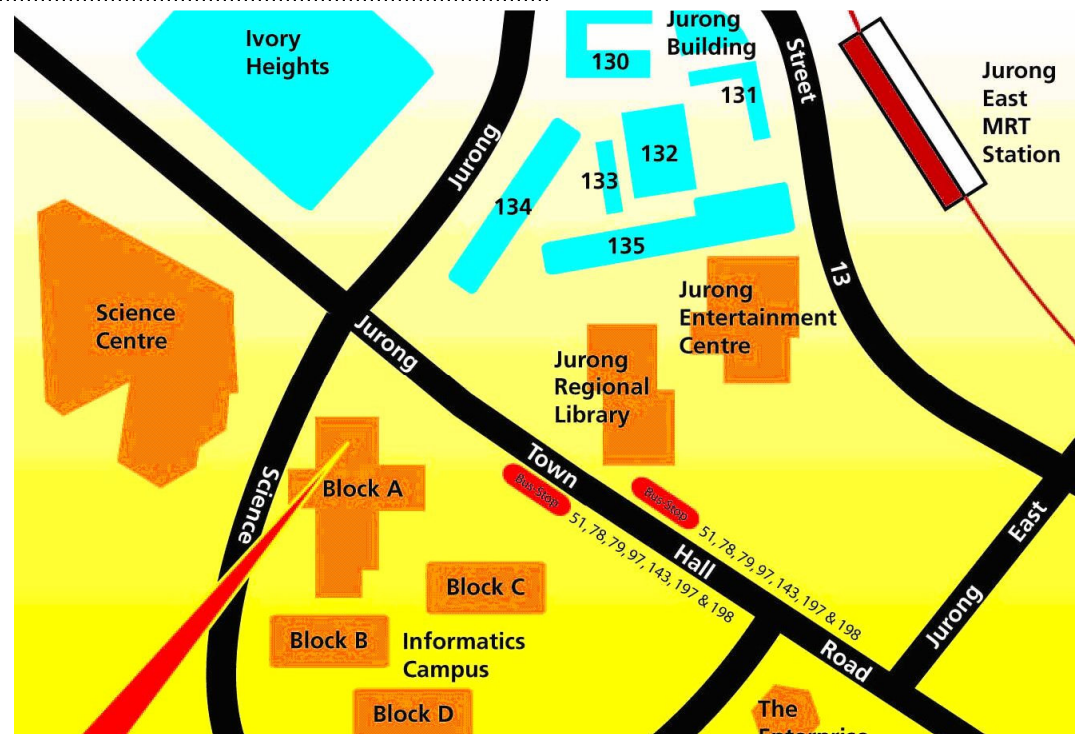 Ivory
Heights
Jurong
Building
130
131
132
133
134
135
Street
13
Jurong
East
MRT
Station
Jurong
Science
Centre
Jurong
Town
Hall
Road
Jurong
Entertainment
Centre
Jurong
Regional
Library
Science
Block A
Bus-Stop
51, 78, 79, 97, 143, 197 & 198
Bus-Stop
51, 78, 79, 97, 143, 197 & 198
Jurong
East
Block C
Block B
Informatics
Campus
Block D
The
Enterprise